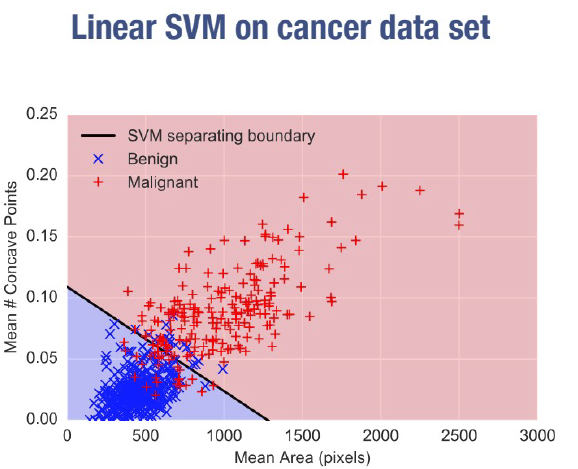 Linear SVM on cancer data set
0.25
SVM separating boundary
Benign
0.20
Malignant
0.15
0.10
0.05
0.00
Mean # Concave Points
0 500 1000 1500 2000 2500 3000
Mean Area (pixels)